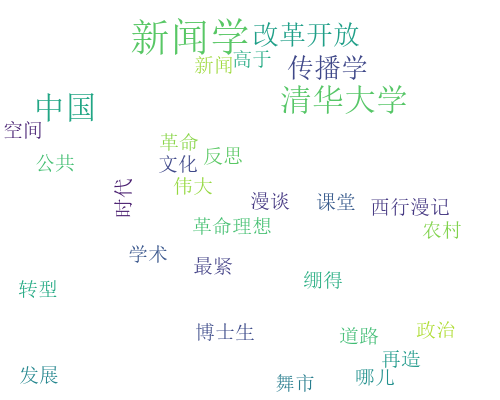 新闻学
改革开放
新闻
高于
传播学
中国
清华大学
空间
革命
公共
文化
反思
时代
伟大
漫谈
课堂
西行漫记
革命理想
农村
学术
最紧
绷得
转型
博士生
道路
政治
再造
发展
舞市
哪儿